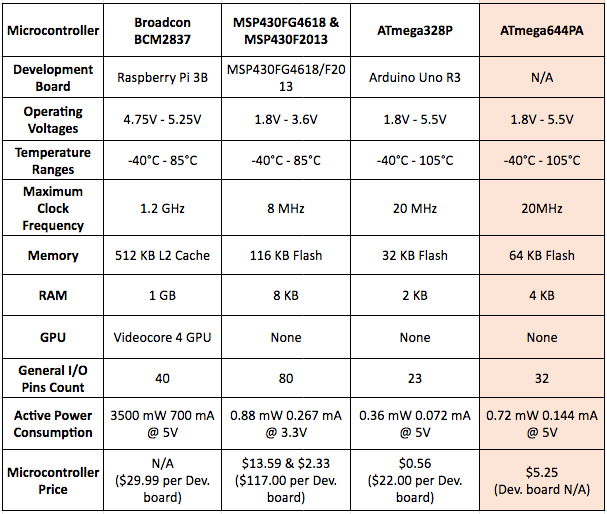 Microcontroller
Broadcon
BCM2837
MSP430FG4618 &
MSP430F2013
ATmega328P
ATmega644PA
Development
Board
Raspberry Pi 3B
MSP430FG4618/F20
13
Arduino Uno R3
N/A
Operating
Voltages
4.75V - 5.25V
1.8V - 3.6V
1.8V - 5.5V
1.8V - 5.5V
Temperature
Ranges
-40°C - 85°C
-40°C - 85°C
-40°C - 105°C
-40°C - 105°C
Maximum
Clock
Frequency
1.2 GHz
8 MHz
20 MHz
20MHz
Memory
512 KB L2 Cache
116 KB Flash
32 KB Flash
64 KB Flash
RAM
1 GB
8 KB
2 KB
4 KB
GPU
Videocore 4 GPU
None
None
None
General I/O
Pins Count
40
80
23
32
Active Power
Consumption
3500 mW 700 mA
@ 5V
0.88 mW 0.267 mA
@ 3.3V
0.36 mW 0.072 mA
@ 5V
0.72 mW 0.144 mA
@ 5V
Microcontroller
Price
N/A
($29.99 per Dev.
board)
$13.59 & $2.33
($117.00 per Dev.
board)
$0.56
($22.00 per Dev.
board)
$5.25
(Dev. board N/A)